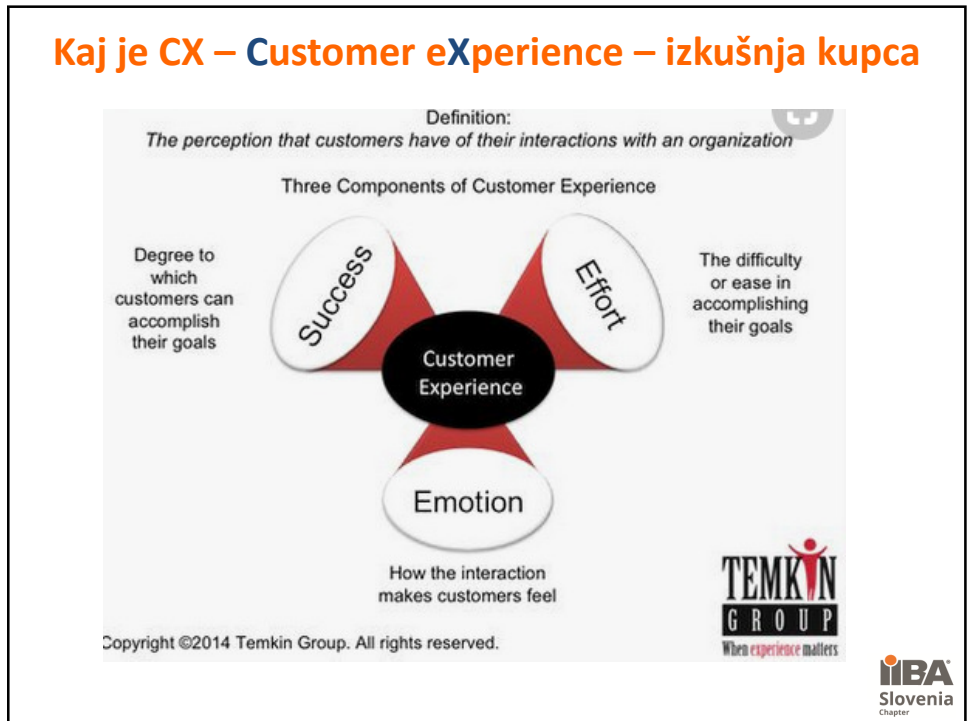 Kaj je CX – Customer eXperience – izkušnja kupca
Definition:
The perception that customers have of their interactions with an organization
Three Components of Customer Experience
Degree to
which
customers can
accomplish
their goals
Success
Effort
The difficulty
or ease in
accomplishing
their goals
Customer
Experience
Emotion
How the interaction
makes customers feel
TEMKIN
GROUP
When experience matters
Copyright ©2014 Temkin Group. All rights reserved.
iiBA
Slovenia
Chapter